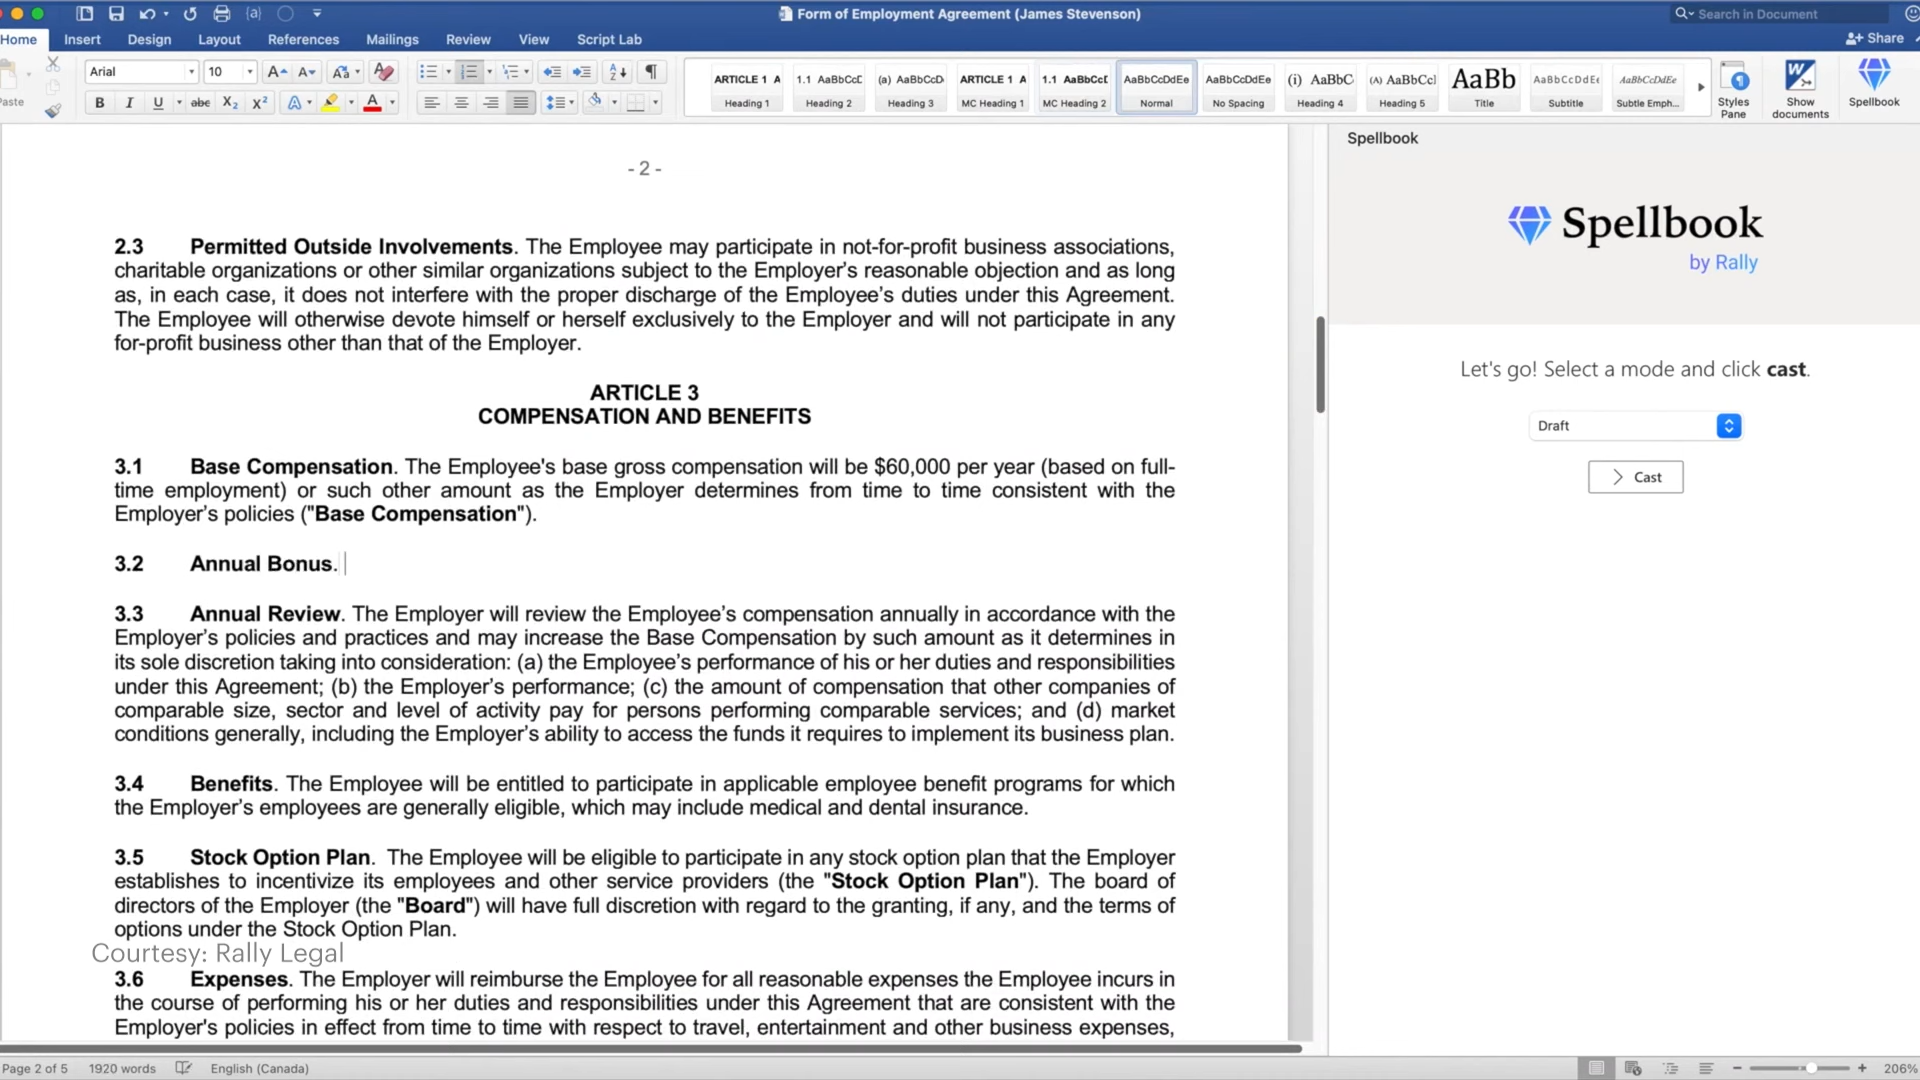 Form of Employment Agreement (James Stevenson)
Search in Document
Home Insert Design Layout References Mailings Review View Script Lab
Share
Paste
Arial 10
ARTICLE 1 A 1.1 AaBbCcD (a) AaBbCcD ARTICLE 1 A 1.1 AaBbCcI AaBbCcDdEe AaBbCcDdEe (i) AaBbC (A) AaBbCcI AaBb AaBbCcDdEe AaBbCcDdEe
Heading 1 Heading 2 Heading 3 MC Heading 1 MC Heading 2 Normal No Spacing Heading 4 Heading 5 Title Subtitle Subtle Emph...
Styles Pane
Show documents
Spellbook
- 2 -
2.3 Permitted Outside Involvements. The Employee may participate in not-for-profit business associations,
charitable organizations or other similar organizations subject to the Employer's reasonable objection and as long
as, in each case, it does not interfere with the proper discharge of the Employee's duties under this Agreement.
The Employee will otherwise devote himself or herself exclusively to the Employer and will not participate in any
for-profit business other than that of the Employer.
ARTICLE 3
COMPENSATION AND BENEFITS
3.1 Base Compensation. The Employee's base gross compensation will be $60,000 per year (based on full-
time employment) or such other amount as the Employer determines from time to time consistent with the
Employer's policies ("Base Compensation").
3.2 Annual Bonus.
3.3 Annual Review. The Employer will review the Employee's compensation annually in accordance with the
Employer's policies and practices and may increase the Base Compensation by such amount as it determines in
its sole discretion taking into consideration: (a) the Employee's performance of his or her duties and responsibilities
under this Agreement; (b) the Employer's performance; (c) the amount of compensation that other companies of
comparable size, sector and level of activity pay for persons performing comparable services; and (d) market
conditions generally, including the Employer's ability to access the funds it requires to implement its business plan.
3.4 Benefits. The Employee will be entitled to participate in applicable employee benefit programs for which
the Employer's employees are generally eligible, which may include medical and dental insurance.
3.5 Stock Option Plan. The Employee will be eligible to participate in any stock option plan that the Employer
establishes to incentivize its employees and other service providers (the "Stock Option Plan"). The board of
directors of the Employer (the "Board") will have full discretion with regard to the granting, if any, and the terms of
options under the Stock Option Plan.
Courtesy: Rally Legal
3.6 Expenses. The Employer will reimburse the Employee for all reasonable expenses the Employee incurs in
the course of performing his or her duties and responsibilities under this Agreement that are consistent with the
Employer's policies in effect from time to time with respect to travel, entertainment and other business expenses,
Spellbook
Spellbook
by Rally
Let's go! Select a mode and click cast.
Draft
Cast
Page 2 of 5 1920 words English (Canada) 206%